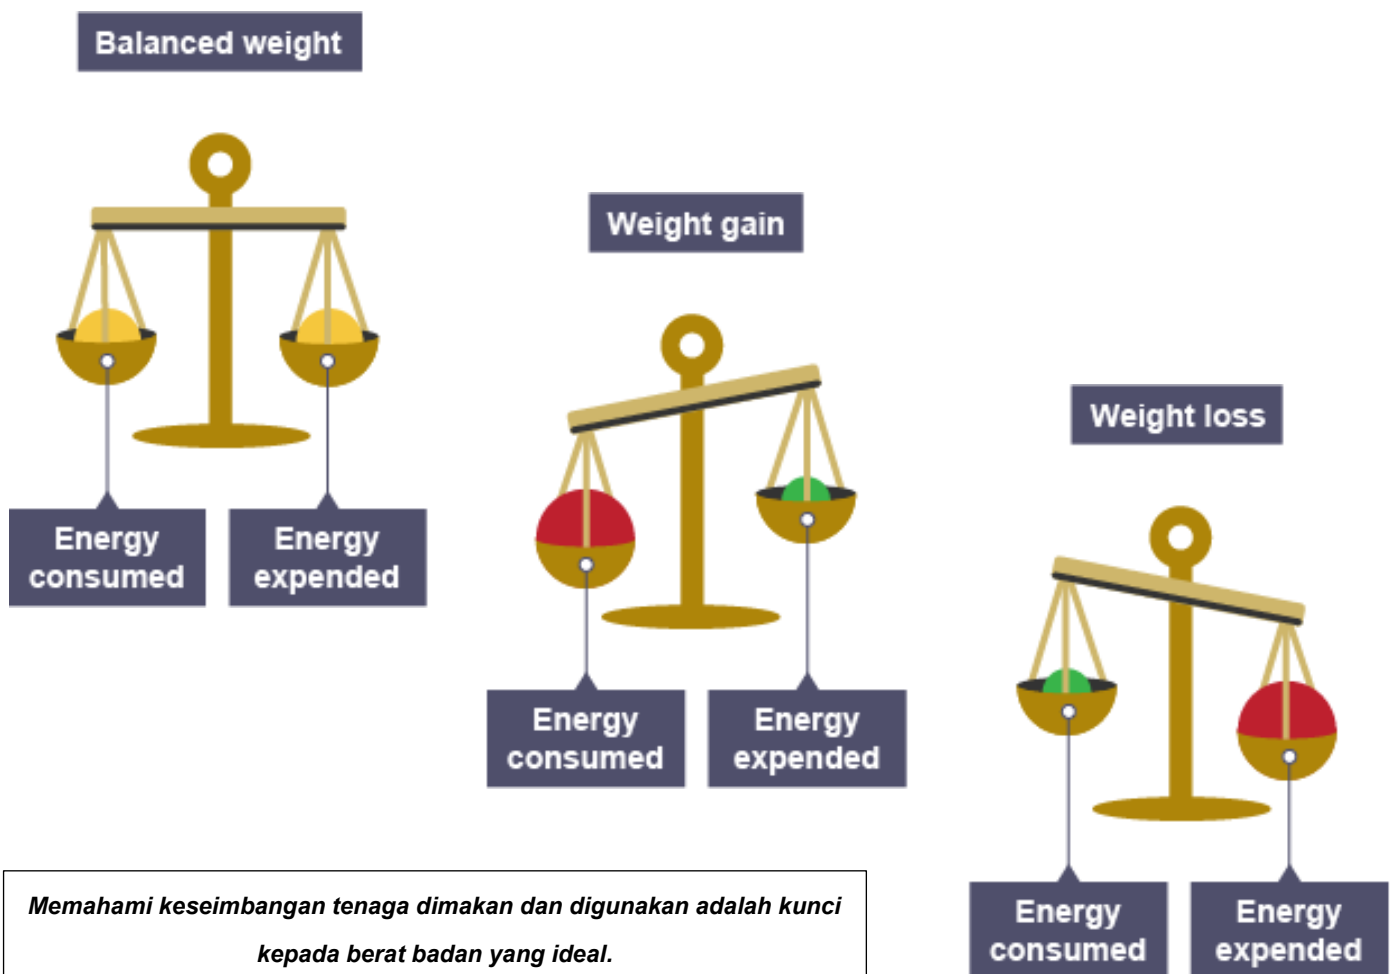 Balanced weight
Energy
consumed
Energy
expended
Weight gain
Energy
consumed
Energy
expended
Weight loss
Energy
consumed
Energy
expended
Memahami keseimbangan tenaga dimakan dan digunakan adalah kunci
kepada berat badan yang ideal.